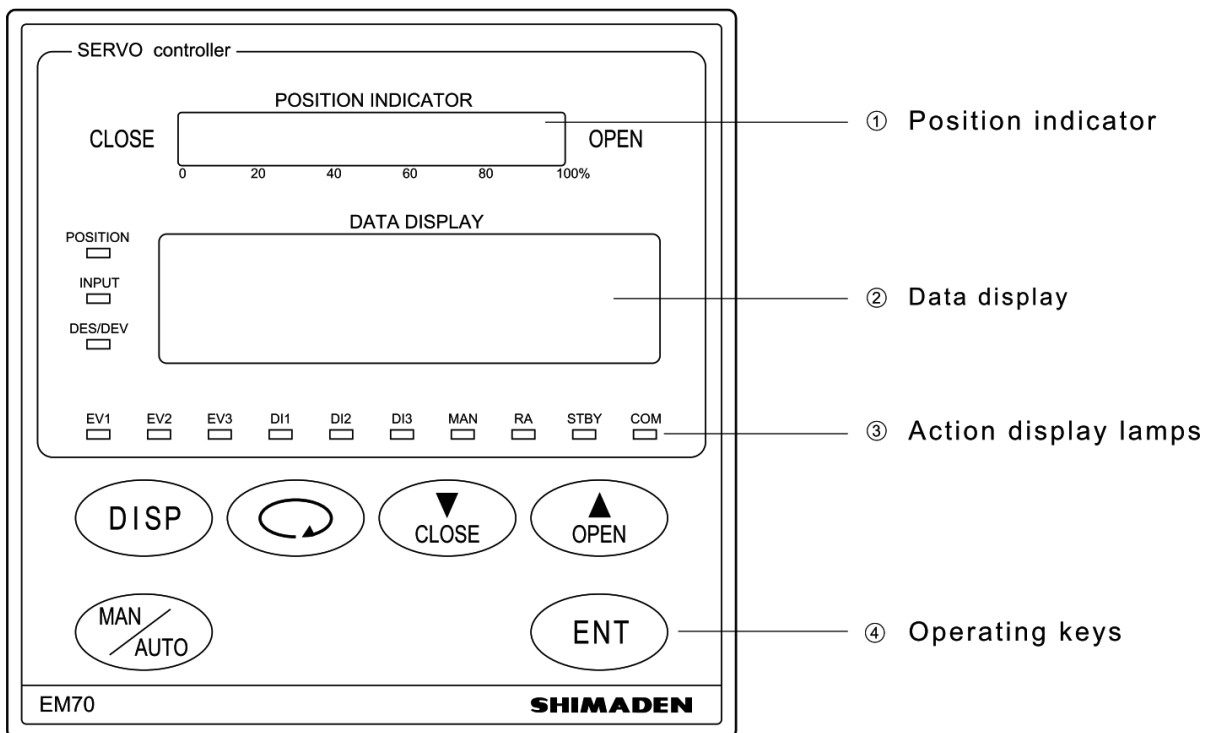 SERVO controller
POSITION INDICATOR
CLOSE
OPEN
0 20 40 60 80 100%
① Position indicator
DATA DISPLAY
POSITION
INPUT
DES/DEV
② Data display
EV1 EV2 EV3 DI1 DI2 DI3 MAN RA STBY COM
③ Action display lamps
DISP
▼
CLOSE
▲
OPEN
MAN/AUTO
ENT
④ Operating keys
EM70
SHIMADEN